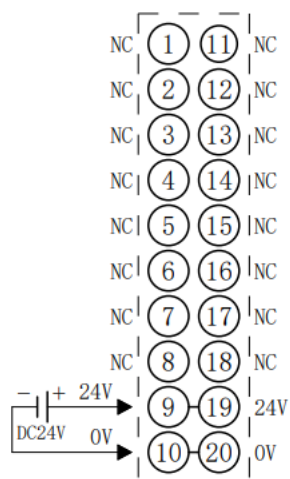 NC 1 11 NC
NC 2 12 NC
NC 3 13 NC
NC 4 14 NC
NC 5 15 NC
NC 6 16 NC
NC 7 17 NC
NC 8 18 NC
− + 24V 9 19 24V
DC24V 0V 10 20 0V